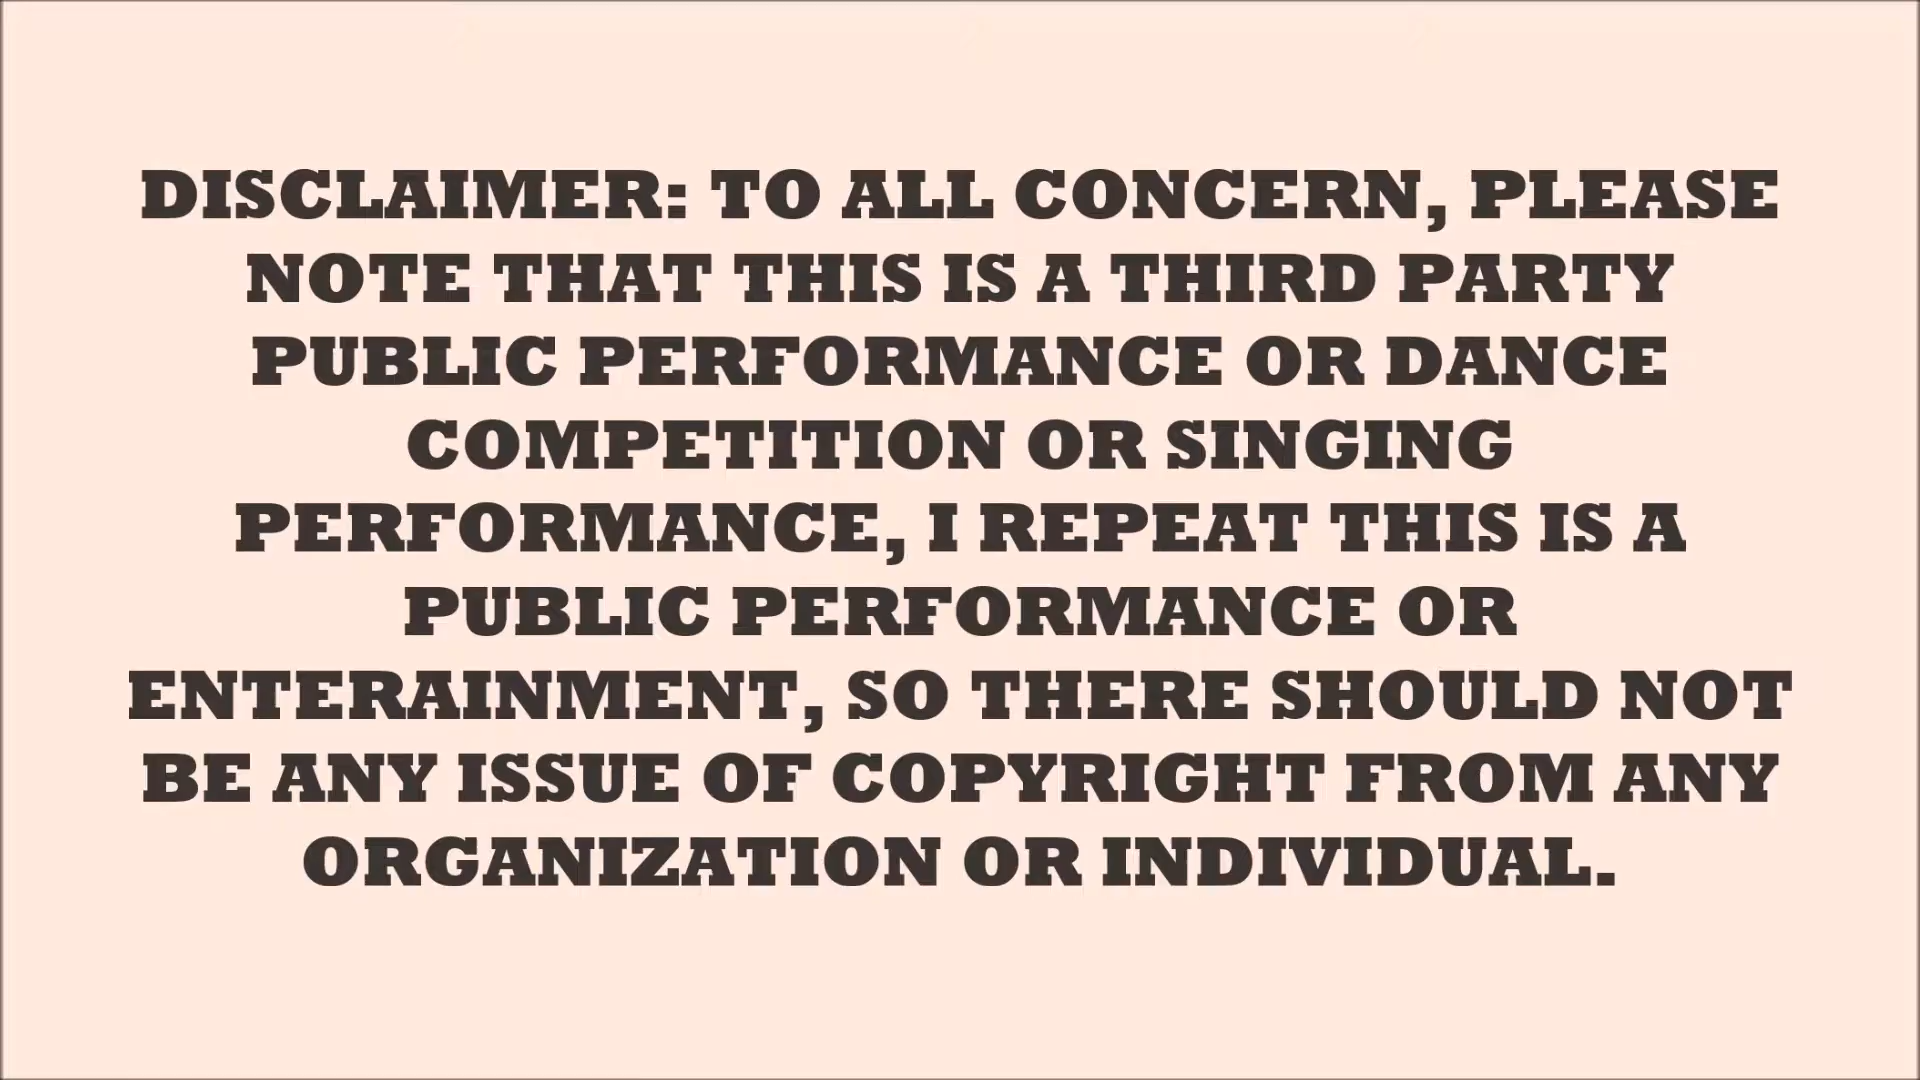 DISCLAIMER: TO ALL CONCERN, PLEASE
NOTE THAT THIS IS A THIRD PARTY
PUBLIC PERFORMANCE OR DANCE
COMPETITION OR SINGING
PERFORMANCE, I REPEAT THIS IS A
PUBLIC PERFORMANCE OR
ENTERAINMENT, SO THERE SHOULD NOT
BE ANY ISSUE OF COPYRIGHT FROM ANY
ORGANIZATION OR INDIVIDUAL.